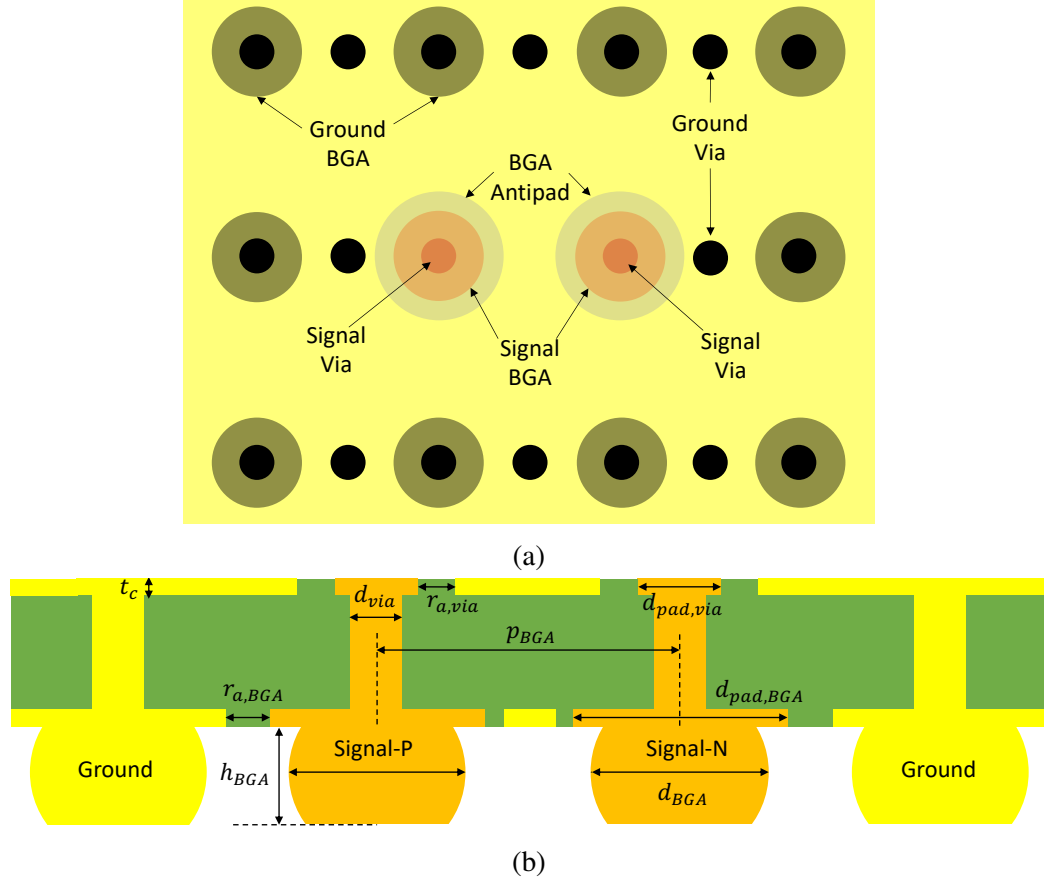 Ground
BGA
Ground
Via
BGA
Antipad
Signal
Via
Signal
BGA
Signal
Via
(a)
t_c
d_via
r_a,via
d_pad,via
p_BGA
r_a,BGA
d_pad,BGA
Ground
h_BGA
Signal-P
Signal-N
d_BGA
Ground
(b)